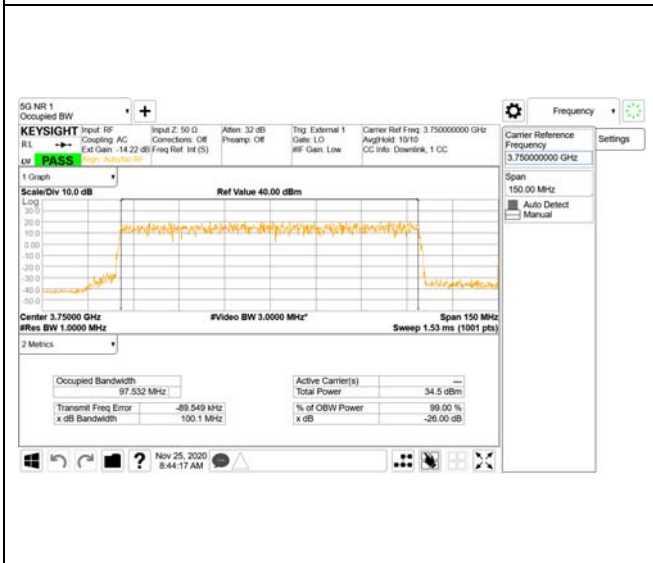 5G NR 1
Occupied BW
+
Frequency
KEYSIGHT
RL
LXI
PASS
Input: RF
Coupling: AC
Ext Gain: -14.22 dB
Align: Auto/No RF
Input Z: 50 Ω
Corrections: Off
Freq Ref: Int (S)
Atten: 32 dB
Preamp: Off
Trig: External 1
Gate: LO
#IF Gain: Low
Carrier Ref Freq: 3.750000000 GHz
Avg|Hold: 10/10
CC Info: Downlink, 1 CC
Carrier Reference
Frequency
3.750000000 GHz
Settings
Span
150.00 MHz
Auto Detect
Manual
1 Graph
Scale/Div 10.0 dB
Ref Value 40.00 dBm
Log
30.0
20.0
10.0
0.00
-10.0
-20.0
-30.0
-40.0
-50.0
Center 3.75000 GHz
#Video BW 3.0000 MHz*
Span 150 MHz
#Res BW 1.0000 MHz
Sweep 1.53 ms (1001 pts)
2 Metrics
Occupied Bandwidth
97.532 MHz
Active Carrier(s) ---
Total Power 34.5 dBm
Transmit Freq Error -89.549 kHz
x dB Bandwidth 100.1 MHz
% of OBW Power 99.00 %
x dB -26.00 dB
?
Nov 25, 2020
8:44:17 AM